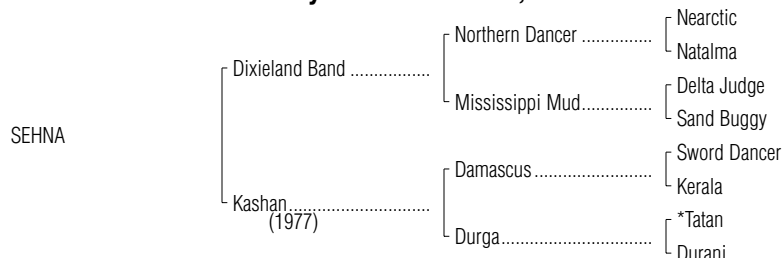 Nearctic
Northern Dancer ..............
Natalma
Dixieland Band .................
Delta Judge
Mississippi Mud..............
Sand Buggy
SEHNA
Sword Dancer
Damascus ........................
Kerala
Kashan.............................
(1977)
*Tatan
Durga...............................
Durani